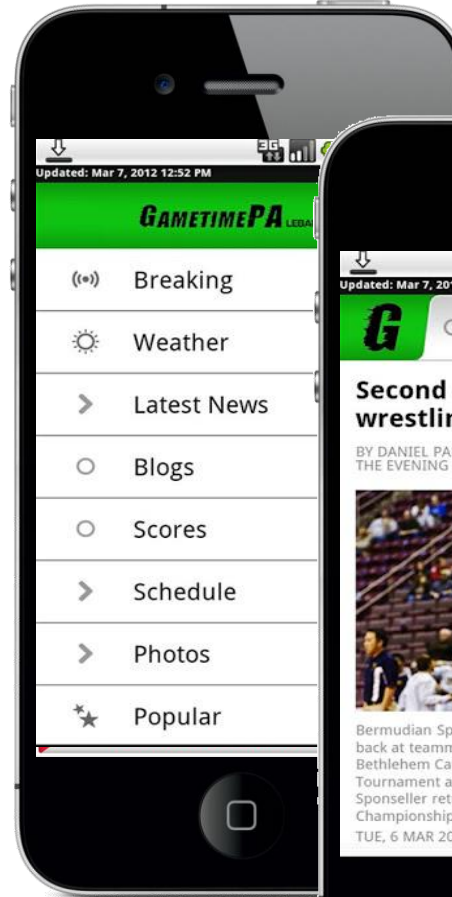 3G
Updated: Mar 7, 2012 12:52 PM
GAMETIMEPA
Breaking
Weather
Latest News
Blogs
Scores
Schedule
Photos
Popular
Updated: Mar 7, 201
G
Second
wrestlin
BY DANIEL PA
THE EVENING
Bermudian Sp
back at teamm
Bethlehem Ca
Tournament a
Sponseller ret
Championship
TUE, 6 MAR 20